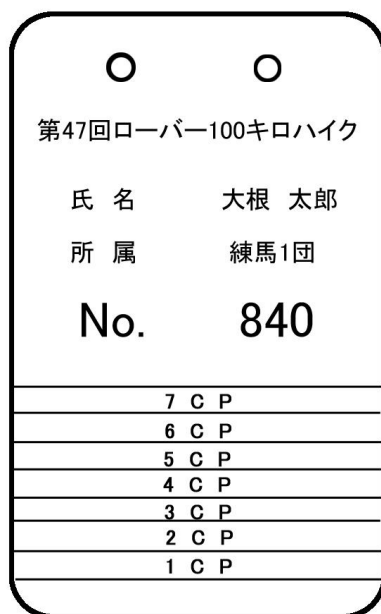 第47回ローバー100キロハイク
氏 名 大根 太郎
所 属 練馬1団
No. 840
7 C P
6 C P
5 C P
4 C P
3 C P
2 C P
1 C P